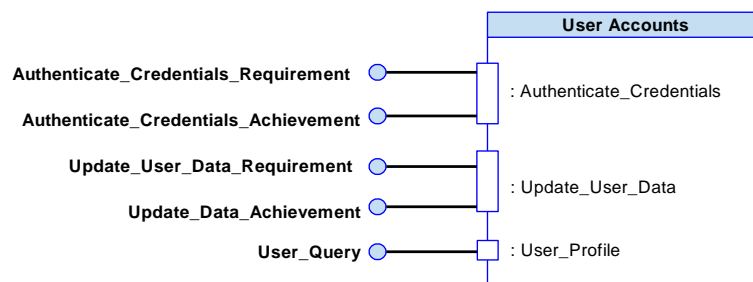 User Accounts
Authenticate_Credentials_Requirement
: Authenticate_Credentials
Authenticate_Credentials_Achievement
Update_User_Data_Requirement
: Update_User_Data
Update_Data_Achievement
User_Query
: User_Profile